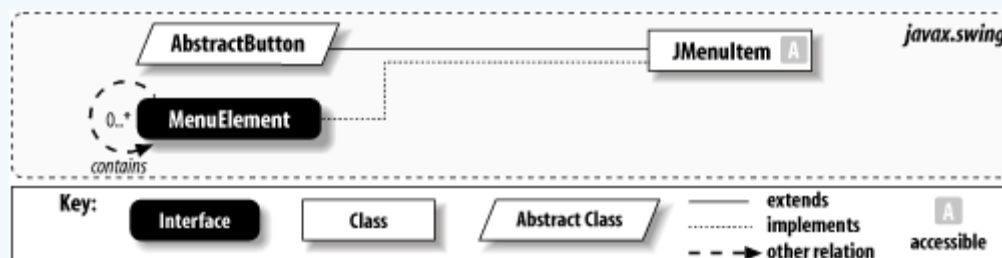 AbstractButton
JMenuItem A
javax.swing
0..*
MenuElement
contains
Key:
Interface
Class
Abstract Class
extends
implements
other relation
A
accessible